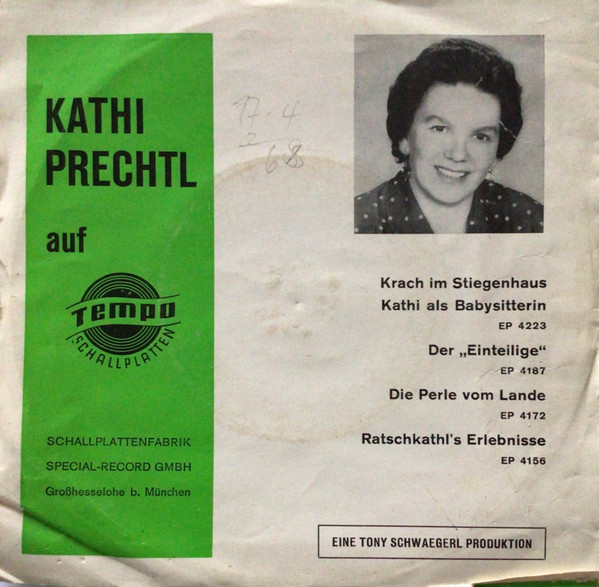 KATHI
PRECHTL
auf
Tempo
SCHALLPLATTEN
SCHALLPLATTENFABRIK
SPECIAL-RECORD GMBH
Großhesselohe b. München
17-4
68
Krach im Stiegenhaus
Kathi als Babysitterin
EP 4223
Der „Einteilige“
EP 4187
Die Perle vom Lande
EP 4172
Ratschkathl's Erlebnisse
EP 4156
EINE TONY SCHWAEGERL PRODUKTION